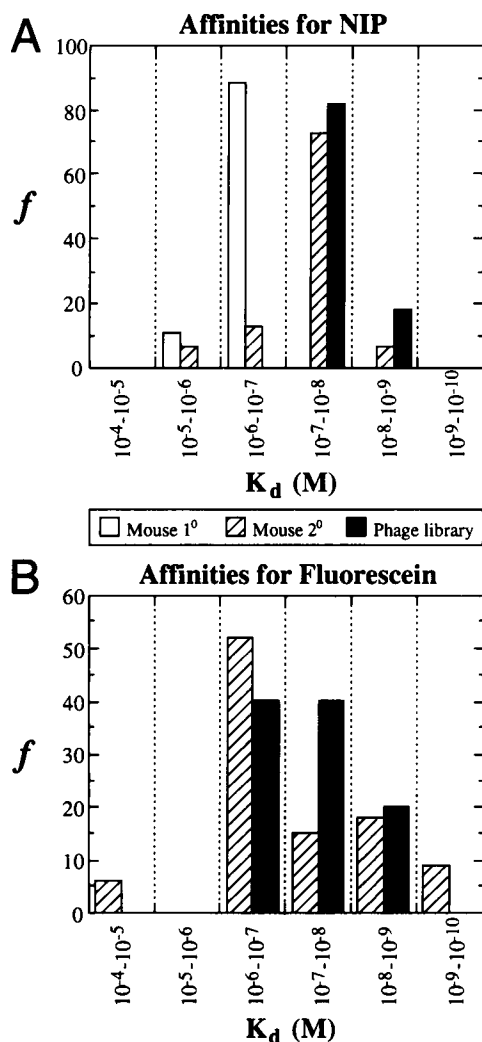 A
Affinities for NIP
100
80
60
40
20
0
f
10⁻⁴-10⁻⁵
10⁻⁵-10⁻⁶
10⁻⁶-10⁻⁷
10⁻⁷-10⁻⁸
10⁻⁸-10⁻⁹
10⁻⁹-10⁻¹⁰
K_d (M)
Mouse 1⁰ Mouse 2⁰ Phage library
B
Affinities for Fluorescein
60
50
40
30
20
10
0
f
10⁻⁴-10⁻⁵
10⁻⁵-10⁻⁶
10⁻⁶-10⁻⁷
10⁻⁷-10⁻⁸
10⁻⁸-10⁻⁹
10⁻⁹-10⁻¹⁰
K_d (M)